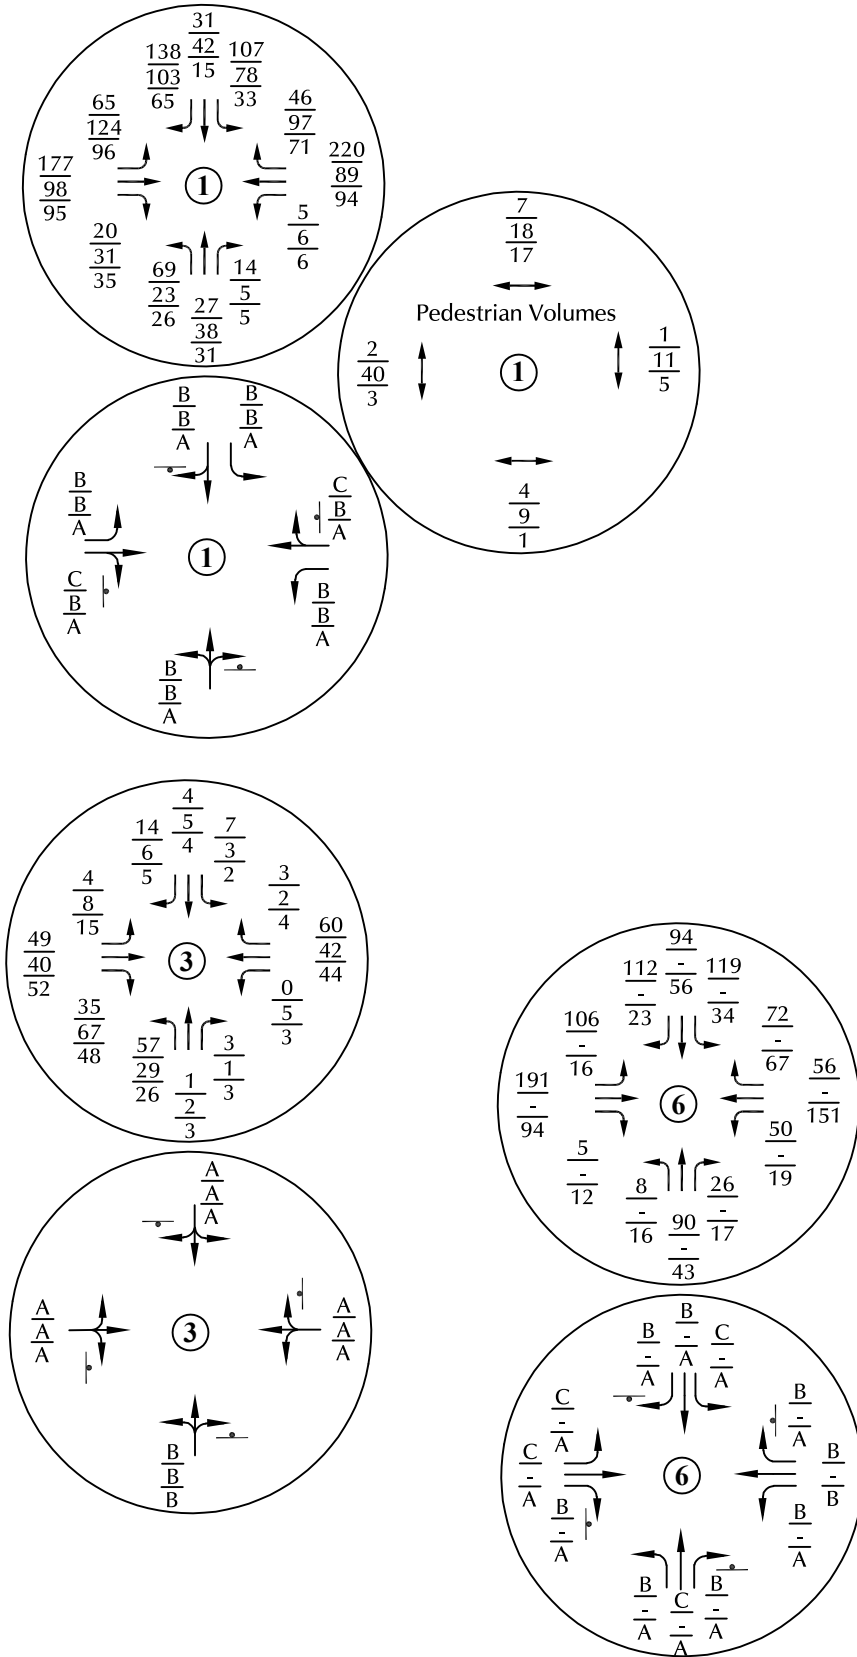 31
42
15
138
103
65
107
78
33
65
124
96
46
97
71
177
98
95
1
220
89
94
20
31
35
5
6
6
69
23
26
27
38
31
14
5
5
7
18
17
Pedestrian Volumes
2
40
3
1
1
11
5
4
9
1
B
B
A
B
B
A
B
B
A
C
B
A
1
C
B
A
B
B
A
B
B
A
4
5
4
14
6
5
7
3
2
4
8
15
3
2
4
49
40
52
3
60
42
44
35
67
48
0
5
3
57
29
26
1
2
3
3
1
3
94
-
56
112
-
23
119
-
34
106
-
16
72
-
67
191
-
94
6
56
-
151
5
-
12
50
-
19
8
-
16
90
-
43
26
-
17
A
A
A
A
A
A
3
A
A
A
B
B
B
B
-
A
B
-
A
C
-
A
C
-
A
B
-
A
C
-
A
6
B
-
B
B
-
A
B
-
A
B
-
A
C
-
A
B
-
A